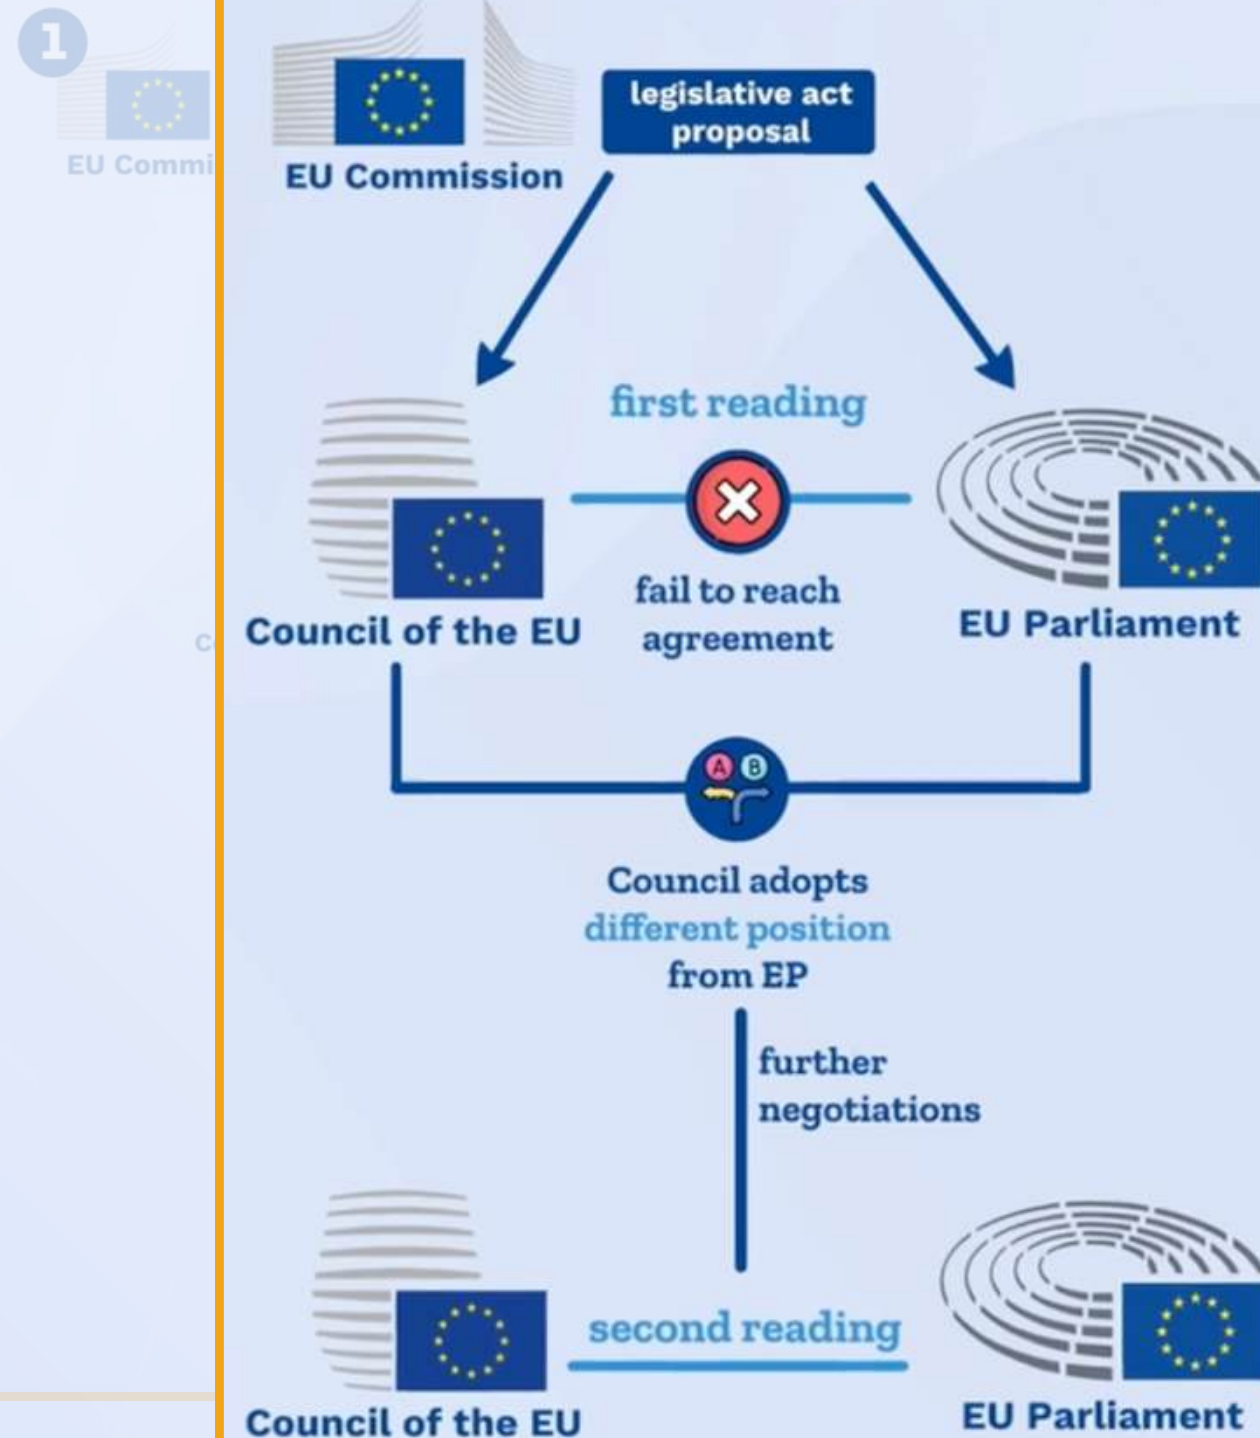 1
EU Commi
legislative act
proposal
EU Commission
first reading
fail to reach
agreement
Council of the EU
EU Parliament
C
A B
Council adopts
different position
from EP
further
negotiations
second reading
Council of the EU
EU Parliament